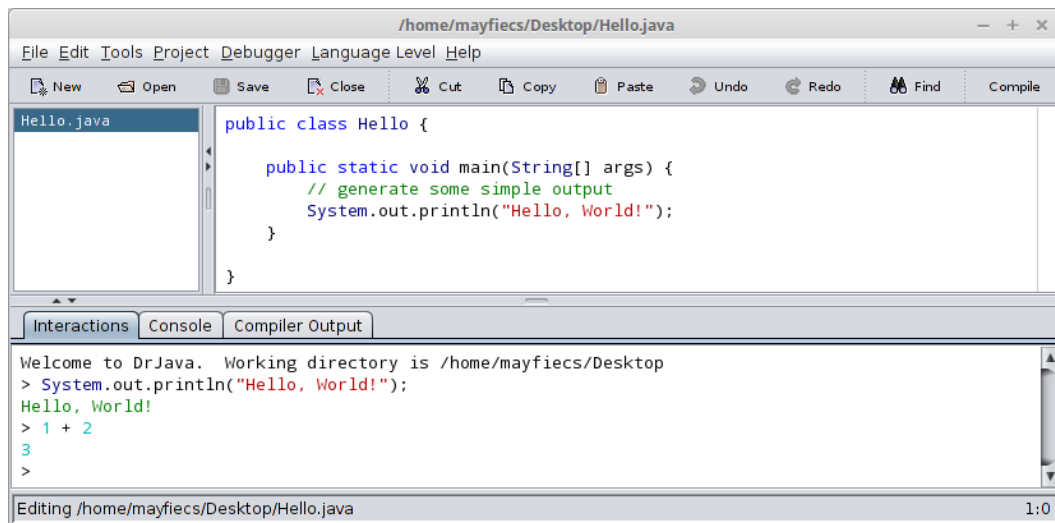 /home/mayfiecs/Desktop/Hello.java
File Edit Tools Project Debugger Language Level Help
New Open Save Close Cut Copy Paste Undo Redo Find Compile
Hello.java
public class Hello {
public static void main(String[] args) {
// generate some simple output
System.out.println("Hello, World!");
}
}
Interactions Console Compiler Output
Welcome to DrJava.  Working directory is /home/mayfiecs/Desktop
> System.out.println("Hello, World!");
Hello, World!
> 1 + 2
3
>
Editing /home/mayfiecs/Desktop/Hello.java 1:0